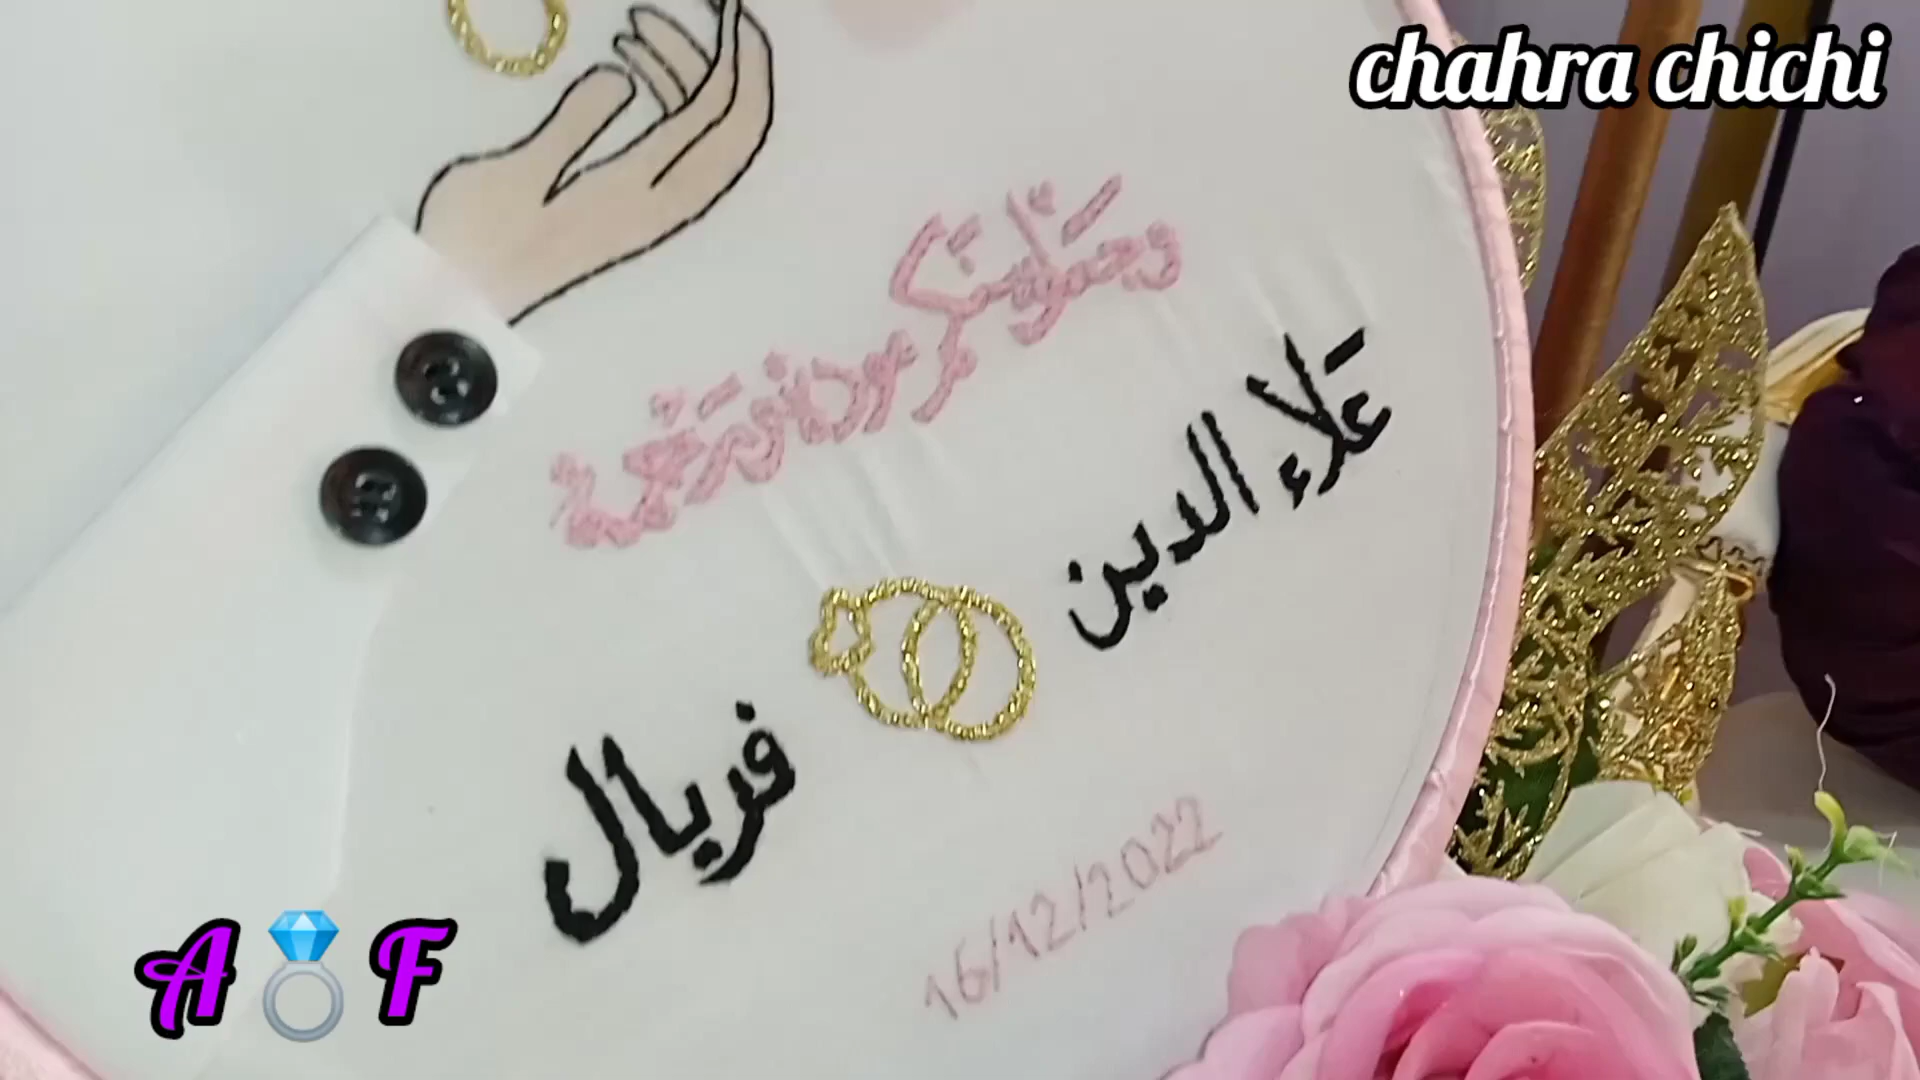 chahra chichi
وجعل بينكم مودة ورحمة
علاء الدين
فريال
16/12/2022
A 💍 F